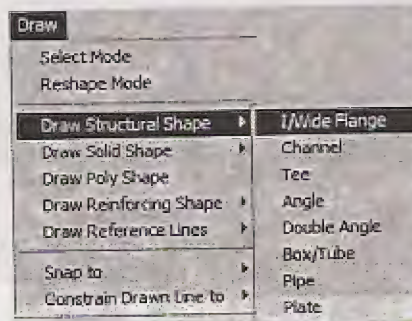 Draw
Select Mode
Reshape Mode
Draw Structural Shape
Draw Solid Shape
Draw Poly Shape
Draw Reinforcing Shape
Draw Reference Lines
Snap to
Constrain Drawn Line to
I/Wide Flange
Channel
Tee
Angle
Double Angle
Box/Tube
Pipe
Plate